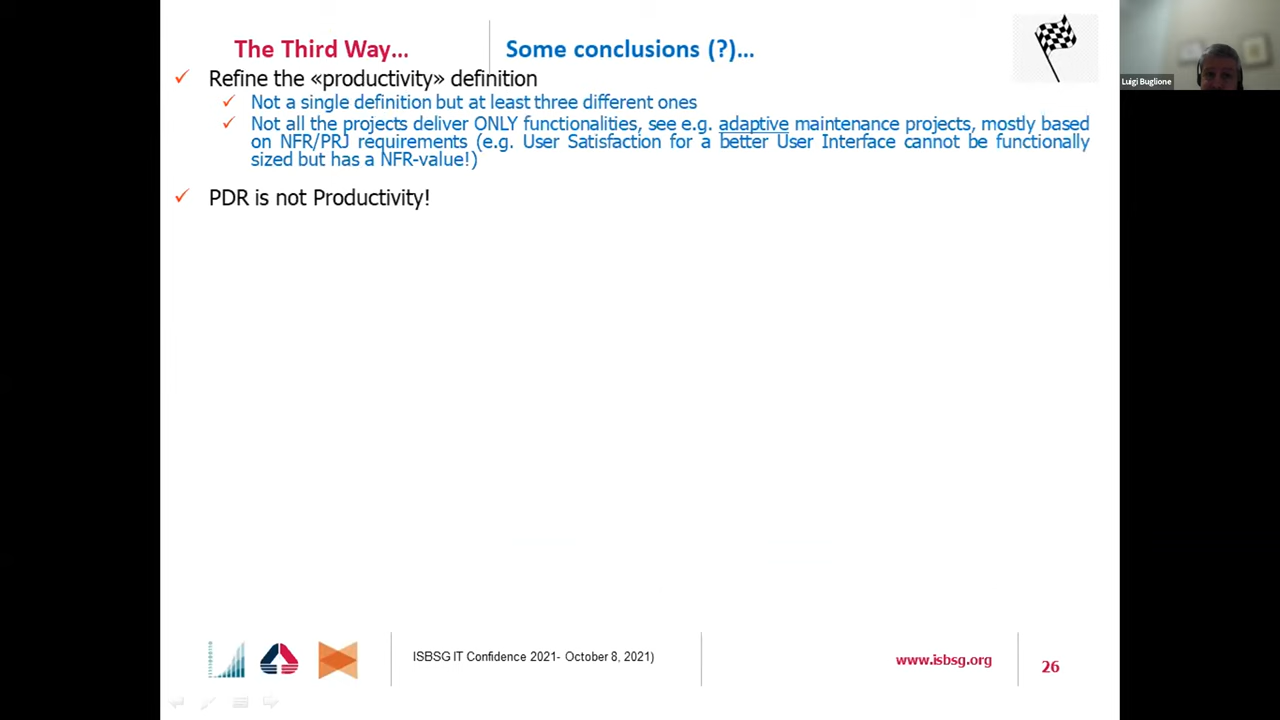 The Third Way... Some conclusions (?)...
Refine the «productivity» definition
Not a single definition but at least three different ones
Not all the projects deliver ONLY functionalities, see e.g. adaptive maintenance projects, mostly based
on NFR/PRJ requirements (e.g. User Satisfaction for a better User Interface cannot be functionally
sized but has a NFR-value!)
PDR is not Productivity!
Luigi Buglione
ISBSG IT Confidence 2021- October 8, 2021)
www.isbsg.org
26